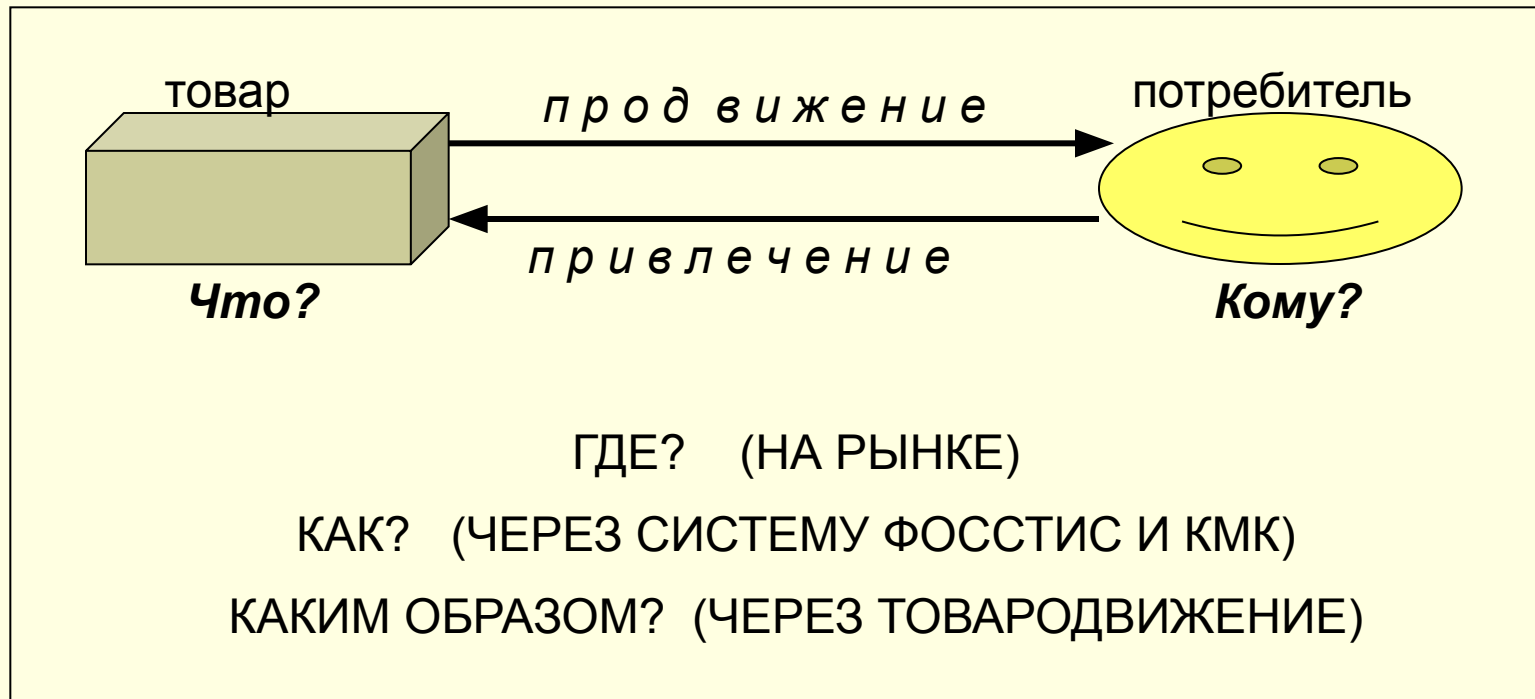 товар
потребитель
п р о д в и ж е н и е
п р и в л е ч е н и е
Что?
Кому?
ГДЕ? (НА РЫНКЕ)
КАК? (ЧЕРЕЗ СИСТЕМУ ФОССТИС И КМК)
КАКИМ ОБРАЗОМ? (ЧЕРЕЗ ТОВАРОДВИЖЕНИЕ)